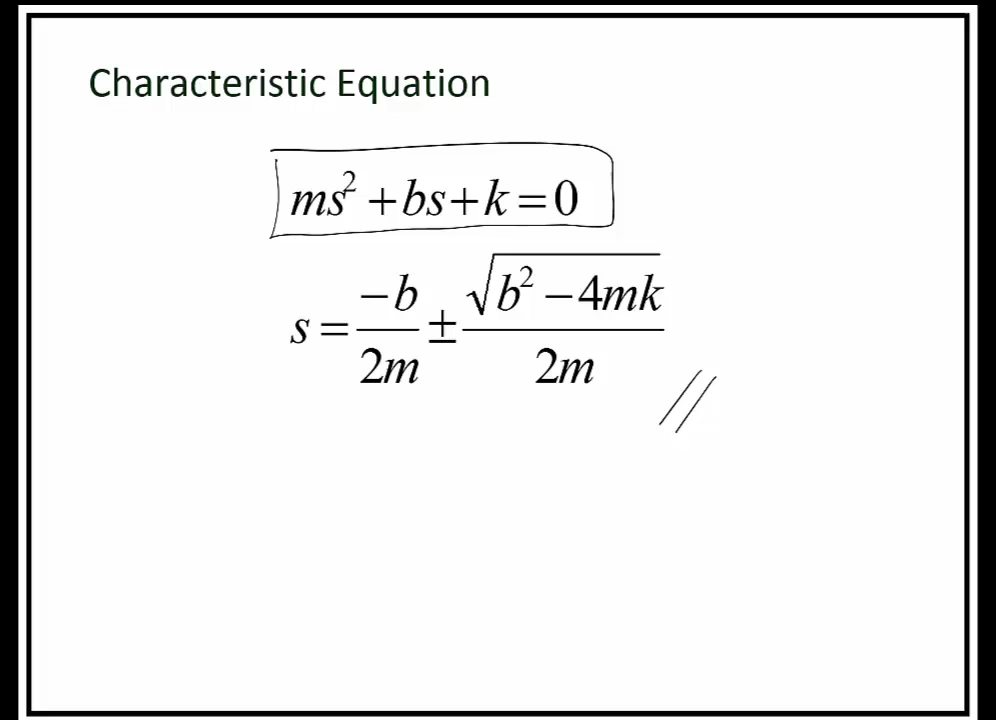 Characteristic Equation
ms² + bs + k = 0
s = -b/2m ± √(b² - 4mk)/2m